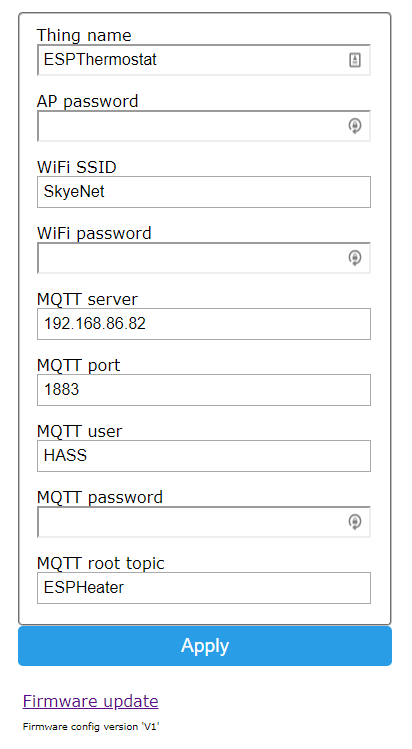 Thing name
ESPThermostat
AP password
WiFi SSID
SkyeNet
WiFi password
MQTT server
192.168.86.82
MQTT port
1883
MQTT user
HASS
MQTT password
MQTT root topic
ESPHeater
Apply
Firmware update
Firmware config version 'V1'